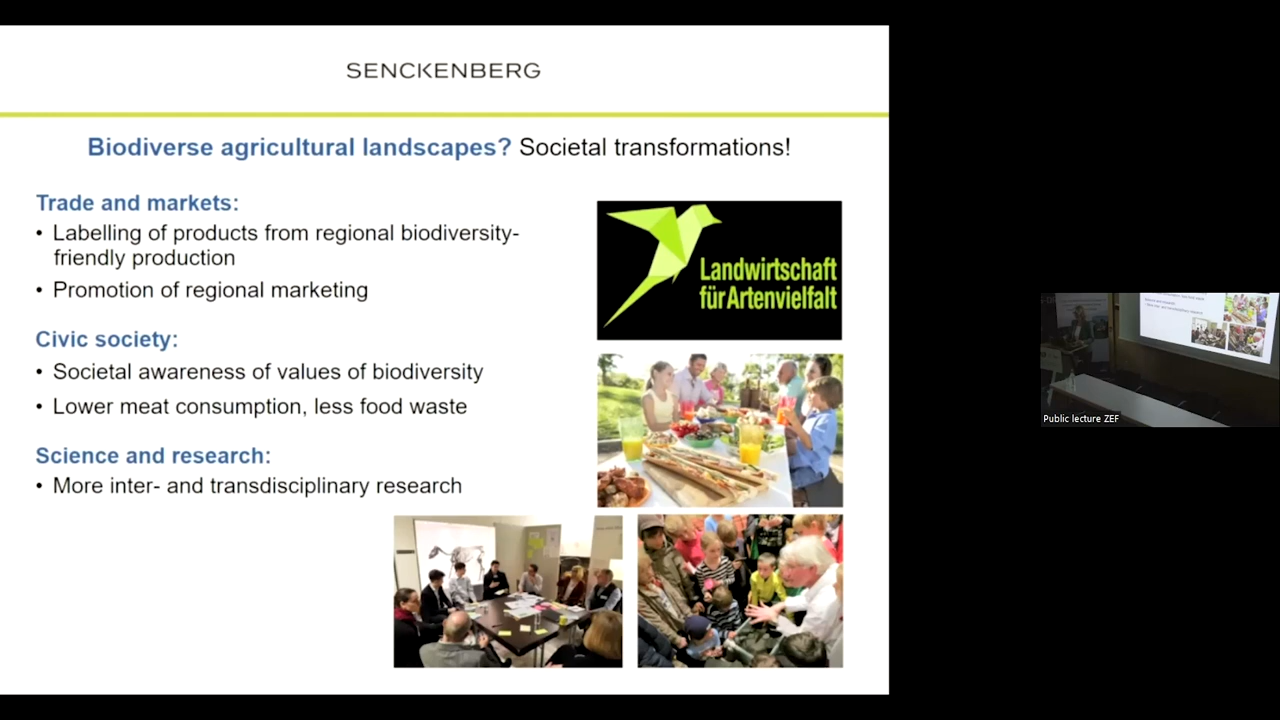 SENCKENBERG
Biodiverse agricultural landscapes? Societal transformations!
Trade and markets:
• Labelling of products from regional biodiversity-
friendly production
• Promotion of regional marketing
Civic society:
• Societal awareness of values of biodiversity
• Lower meat consumption, less food waste
Science and research:
• More inter- and transdisciplinary research
Landwirtschaft
für Artenvielfalt
Public lecture ZEF